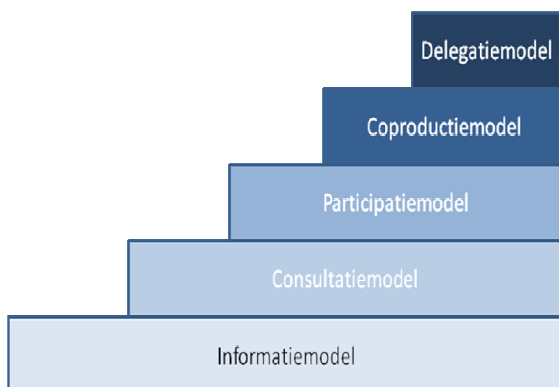 Delegatiemodel
Coproductiemodel
Participatiemodel
Consultatiemodel
Informatiemodel